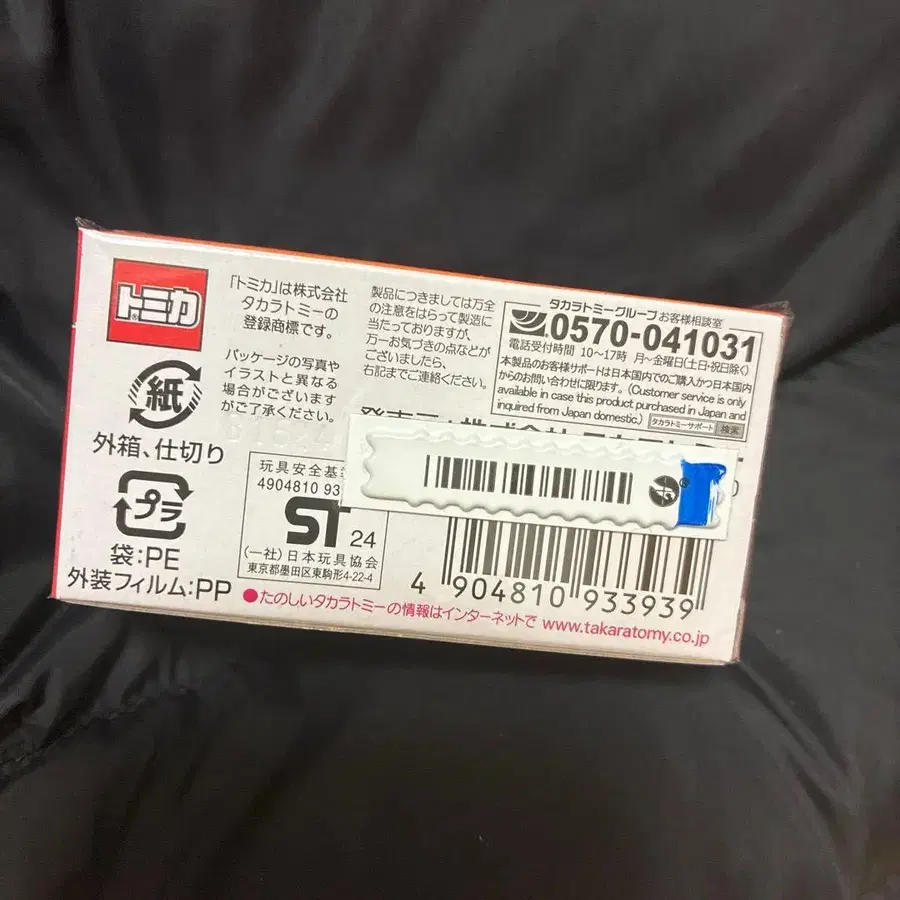 トミカ
「トミカ」は株式会社
タカラトミーの
登録商標です。
パッケージの写真や
イラストと異なる
場合がございます
がご了承ください。
製品につきましては万全
の注意をはらって製造に
当たっておりますが、
万一お気づきの点などが
ございましたら、
右記までご連絡ください。
タカラトミーグループお客様相談室
0570-041031
電話受付時間 10〜17時 月〜金曜日(土日・祝日除く)
本製品のお客様サポートは日本国内でのご購入かつ日本国内
からのお問い合わせに限ります。(Customer service is only
available in case this product purchased in Japan and
inquired from Japan domestic.)
タカラトミーサポート 検索
紙
外箱、仕切り
プラ
袋:PE
外装フィルム:PP
玩具安全基
4904810 93
ST 24
(一社)日本玩具協会
東京都墨田区東駒形4-22-4
4 904810 933939
●たのしいタカラトミーの情報はインターネットで www.takaratomy.co.jp